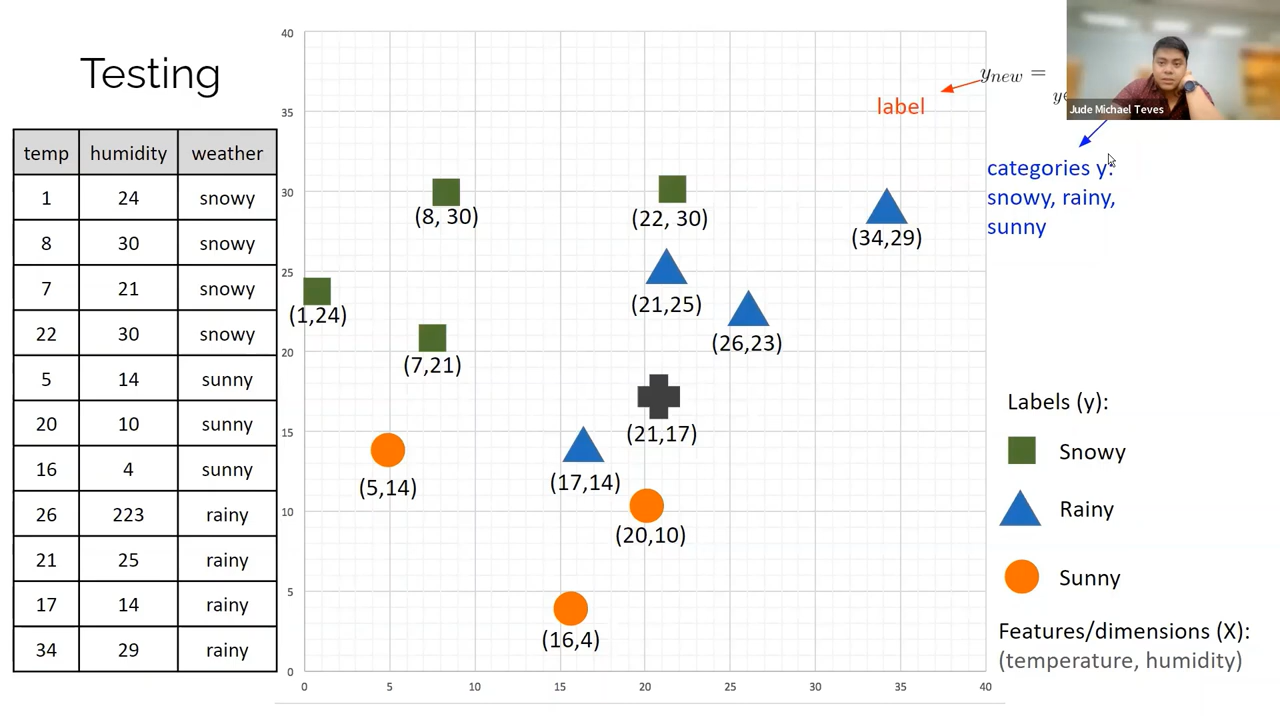 Testing
temp humidity weather
1 24 snowy
8 30 snowy
7 21 snowy
22 30 snowy
5 14 sunny
20 10 sunny
16 4 sunny
26 223 rainy
21 25 rainy
17 14 rainy
34 29 rainy
40
35
30
25
20
15
10
5
0
0 5 10 15 20 25 30 35 40
(8, 30)
(22, 30)
(34,29)
(21,25)
(1,24)
(26,23)
(7,21)
(21,17)
(5,14)
(17,14)
(20,10)
(16,4)
y_new =
label
Jude Michael Teves
categories y:
snowy, rainy,
sunny
Labels (y):
Snowy
Rainy
Sunny
Features/dimensions (X):
(temperature, humidity)